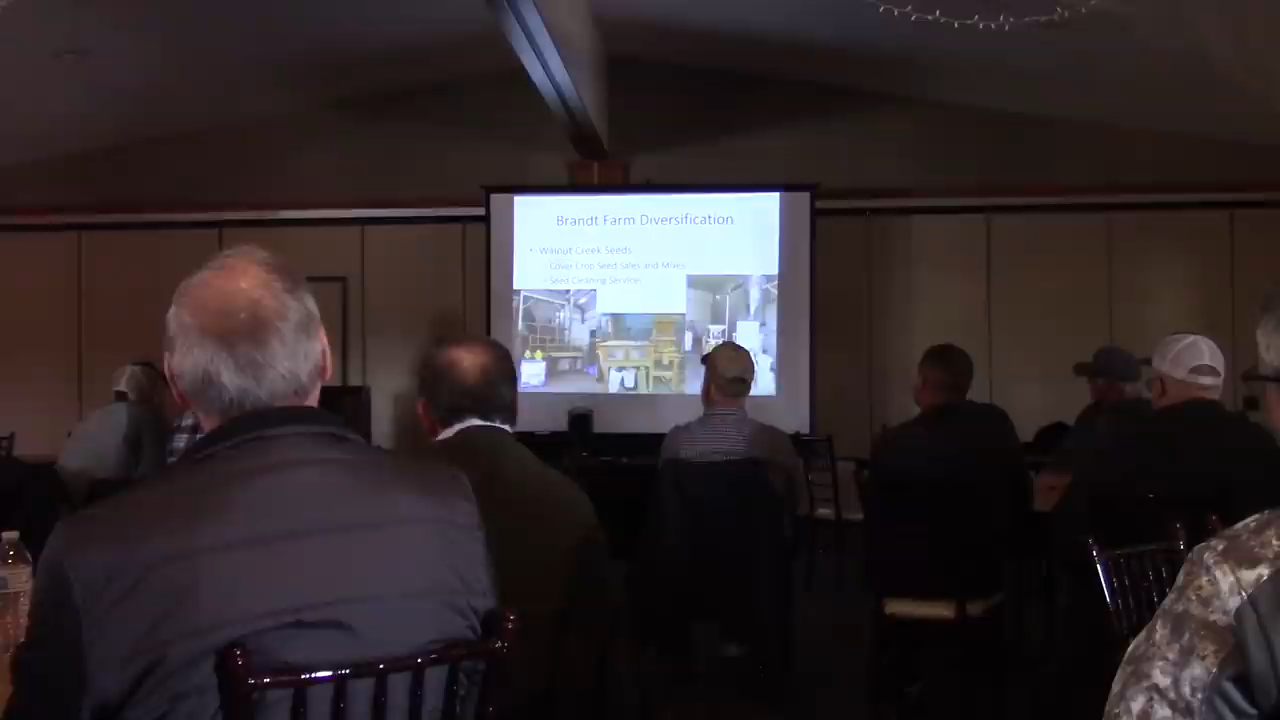 Brandt Farm Diversification
• Walnut Creek Seeds
- Cover Crop Seed Sales and Mixes
- Seed Cleaning Services